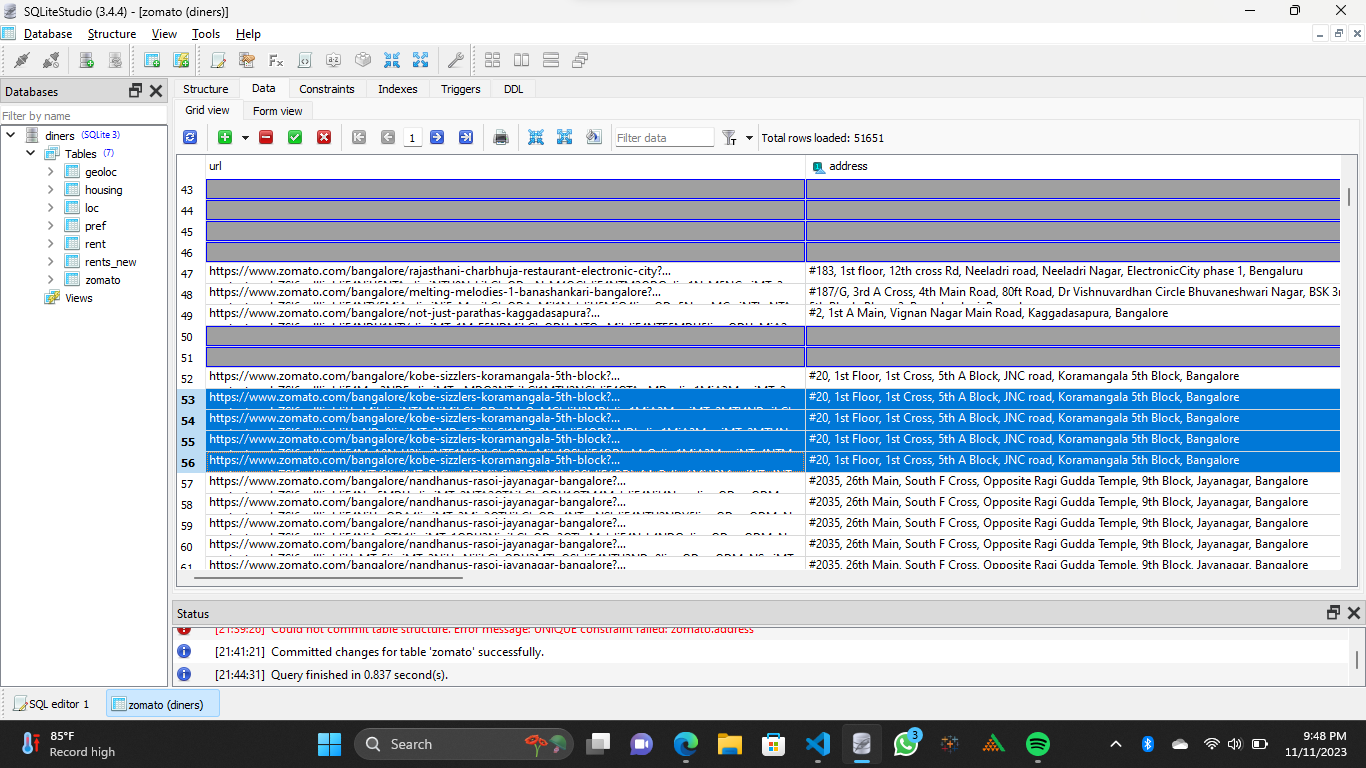 SQLiteStudio (3.4.4) - [zomato (diners)]
Database Structure View Tools Help
Databases
Filter by name
diners (SQLite 3)
Tables (7)
geoloc
housing
loc
pref
rent
rents_new
zomato
Views
Structure Data Constraints Indexes Triggers DDL
Grid view Form view
1 Filter data Total rows loaded: 51651
url address
43
44
45
46
47 https://www.zomato.com/bangalore/rajasthani-charbhuja-restaurant-electronic-city?... #183, 1st floor, 12th cross Rd, Neeladri road, Neeladri Nagar, ElectronicCity phase 1, Bengaluru
48 https://www.zomato.com/bangalore/melting-melodies-1-banashankari-bangalore?... #187/G, 3rd A Cross, 4th Main Road, 80ft Road, Dr Vishnuvardhan Circle Bhuvaneshwari Nagar, BSK
49 https://www.zomato.com/bangalore/not-just-parathas-kaggadasapura?... #2, 1st A Main, Vignan Nagar Main Road, Kaggadasapura, Bangalore
50
51
52 https://www.zomato.com/bangalore/kobe-sizzlers-koramangala-5th-block?... #20, 1st Floor, 1st Cross, 5th A Block, JNC road, Koramangala 5th Block, Bangalore
53 https://www.zomato.com/bangalore/kobe-sizzlers-koramangala-5th-block?... #20, 1st Floor, 1st Cross, 5th A Block, JNC road, Koramangala 5th Block, Bangalore
54 https://www.zomato.com/bangalore/kobe-sizzlers-koramangala-5th-block?... #20, 1st Floor, 1st Cross, 5th A Block, JNC road, Koramangala 5th Block, Bangalore
55 https://www.zomato.com/bangalore/kobe-sizzlers-koramangala-5th-block?... #20, 1st Floor, 1st Cross, 5th A Block, JNC road, Koramangala 5th Block, Bangalore
56 https://www.zomato.com/bangalore/kobe-sizzlers-koramangala-5th-block?... #20, 1st Floor, 1st Cross, 5th A Block, JNC road, Koramangala 5th Block, Bangalore
57 https://www.zomato.com/bangalore/nandhanus-rasoi-jayanagar-bangalore?... #2035, 26th Main, South F Cross, Opposite Ragi Gudda Temple, 9th Block, Jayanagar, Bangalore
58 https://www.zomato.com/bangalore/nandhanus-rasoi-jayanagar-bangalore?... #2035, 26th Main, South F Cross, Opposite Ragi Gudda Temple, 9th Block, Jayanagar, Bangalore
59 https://www.zomato.com/bangalore/nandhanus-rasoi-jayanagar-bangalore?... #2035, 26th Main, South F Cross, Opposite Ragi Gudda Temple, 9th Block, Jayanagar, Bangalore
60 https://www.zomato.com/bangalore/nandhanus-rasoi-jayanagar-bangalore?... #2035, 26th Main, South F Cross, Opposite Ragi Gudda Temple, 9th Block, Jayanagar, Bangalore
61 https://www.zomato.com/bangalore/nandhanus-rasoi-jayanagar-bangalore?... #2035, 26th Main, South F Cross, Opposite Ragi Gudda Temple, 9th Block, Jayanagar, Bangalore
Status
[21:39:26] Could not commit table structure. Error message: UNIQUE constraint failed: zomato.address
[21:41:21] Committed changes for table 'zomato' successfully.
[21:44:31] Query finished in 0.837 second(s).
SQL editor 1 zomato (diners)
85°F
Record high
Search
3
9:48 PM
11/11/2023